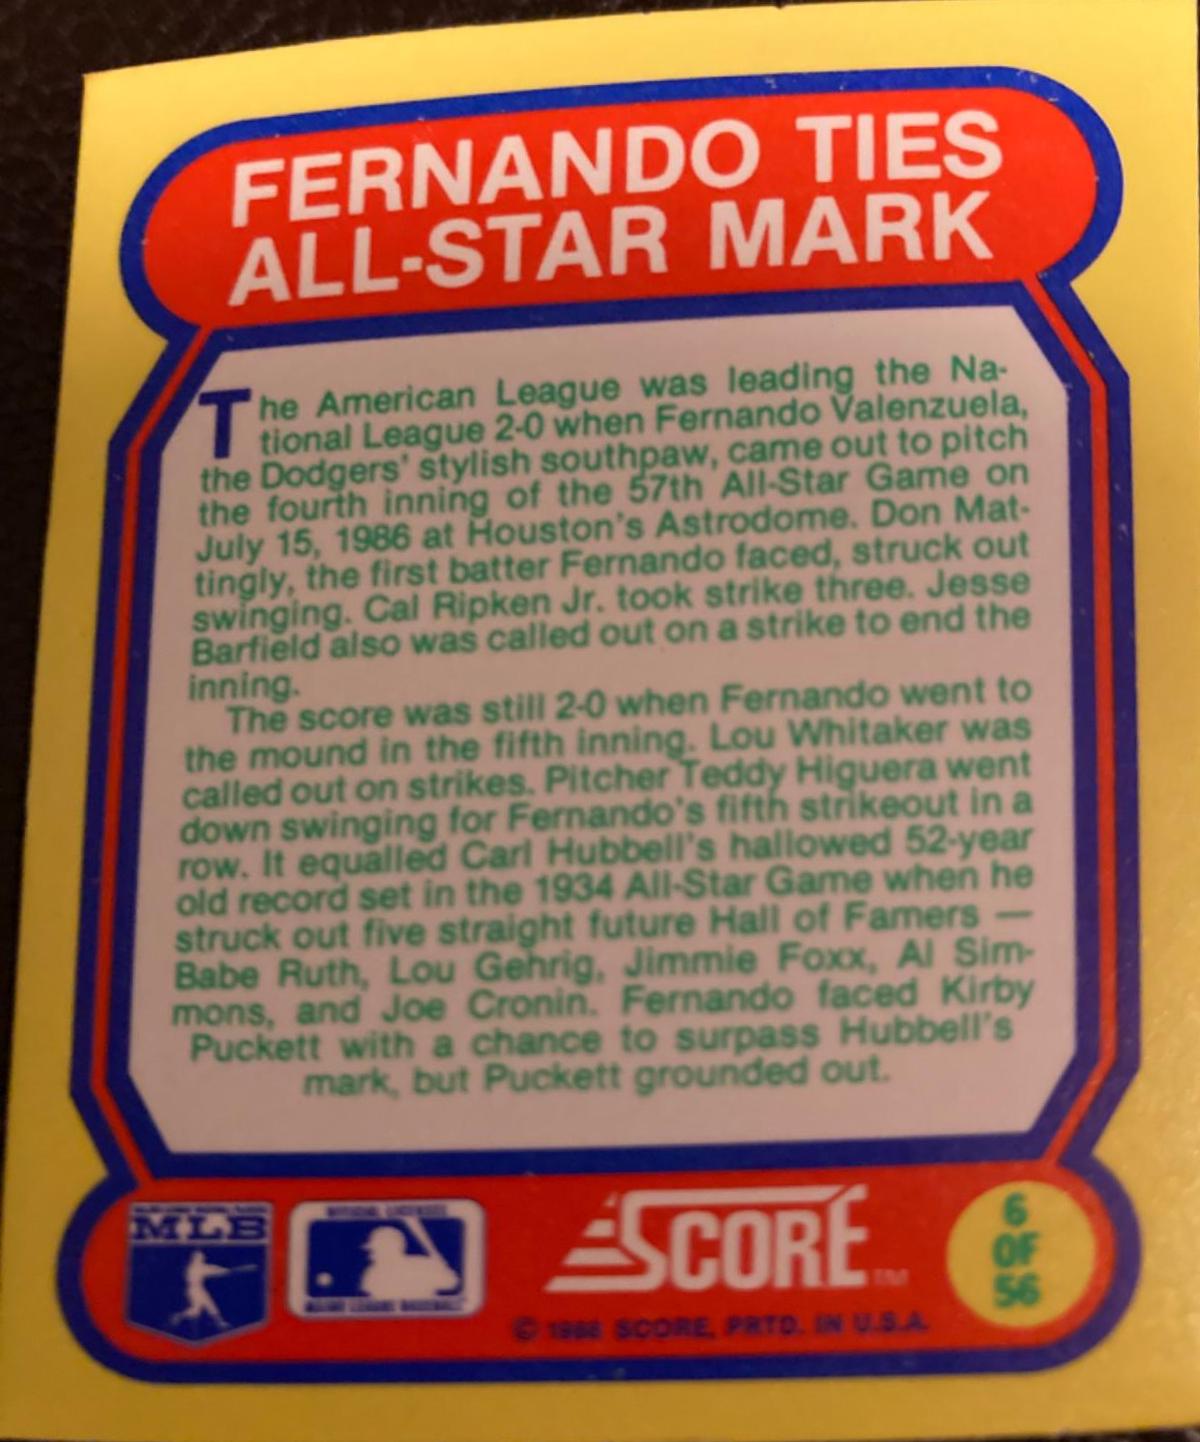 FERNANDO TIES
ALL-STAR MARK
The American League was leading the Na-
tional League 2-0 when Fernando Valenzuela,
the Dodgers' stylish southpaw, came out to pitch
the fourth inning of the 57th All-Star Game on
July 15, 1986 at Houston's Astrodome. Don Mat-
tingly, the first batter Fernando faced, struck out
swinging. Cal Ripken Jr. took strike three. Jesse
Barfield also was called out on a strike to end the
inning.
The score was still 2-0 when Fernando went to
the mound in the fifth inning. Lou Whitaker was
called out on strikes. Pitcher Teddy Higuera went
down swinging for Fernando's fifth strikeout in a
row. It equalled Carl Hubbell's hallowed 52-year
old record set in the 1934 All-Star Game when he
struck out five straight future Hall of Famers —
Babe Ruth, Lou Gehrig, Jimmie Foxx, Al Sim-
mons, and Joe Cronin. Fernando faced Kirby
Puckett with a chance to surpass Hubbell's
mark, but Puckett grounded out.
MLB
OFFICIAL LICENSEE
MAJOR LEAGUE BASEBALL
SCORE TM
6
OF
56
© 1988 SCORE, PRTD. IN U.S.A.